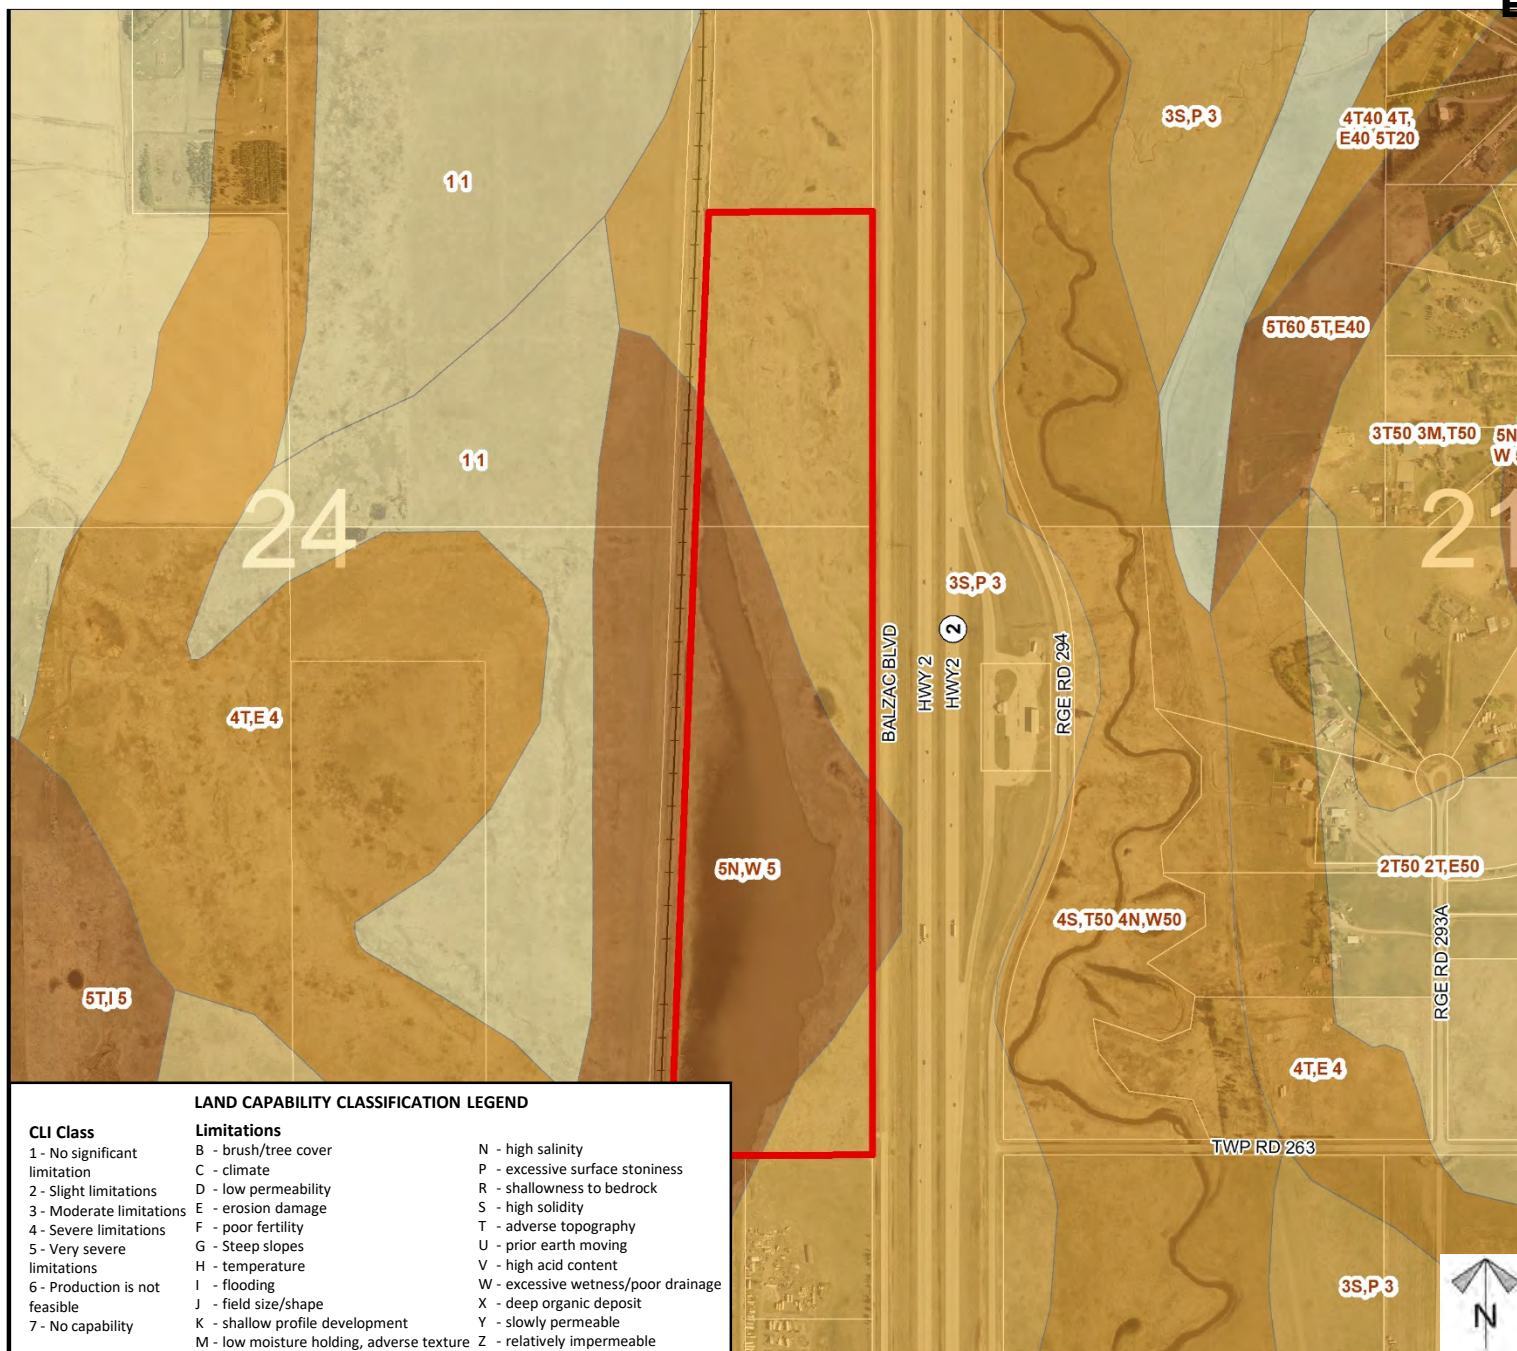 3S,P 3
4T40 4T,
E40 5T20
1 1
5T60 5T,E40
3T50 3M,T50
5N
W
1 1
24
21
3S,P 3
2
BALZAC BLVD
HWY 2
HWY2
RGE RD 294
4T,E 4
5N,W 5
2T50 2T,E50
4S,T50 4N,W50
RGE RD 293A
5T,I 5
4T,E 4
TWP RD 263
3S,P 3
N
LAND CAPABILITY CLASSIFICATION LEGEND
CLI Class
1 - No significant
limitation
2 - Slight limitations
3 - Moderate limitations
4 - Severe limitations
5 - Very severe
limitations
6 - Production is not
feasible
7 - No capability
Limitations
B - brush/tree cover
C - climate
D - low permeability
E - erosion damage
F - poor fertility
G - Steep slopes
H - temperature
I - flooding
J - field size/shape
K - shallow profile development
M - low moisture holding, adverse texture
N - high salinity
P - excessive surface stoniness
R - shallowness to bedrock
S - high solidity
T - adverse topography
U - prior earth moving
V - high acid content
W - excessive wetness/poor drainage
X - deep organic deposit
Y - slowly permeable
Z - relatively impermeable